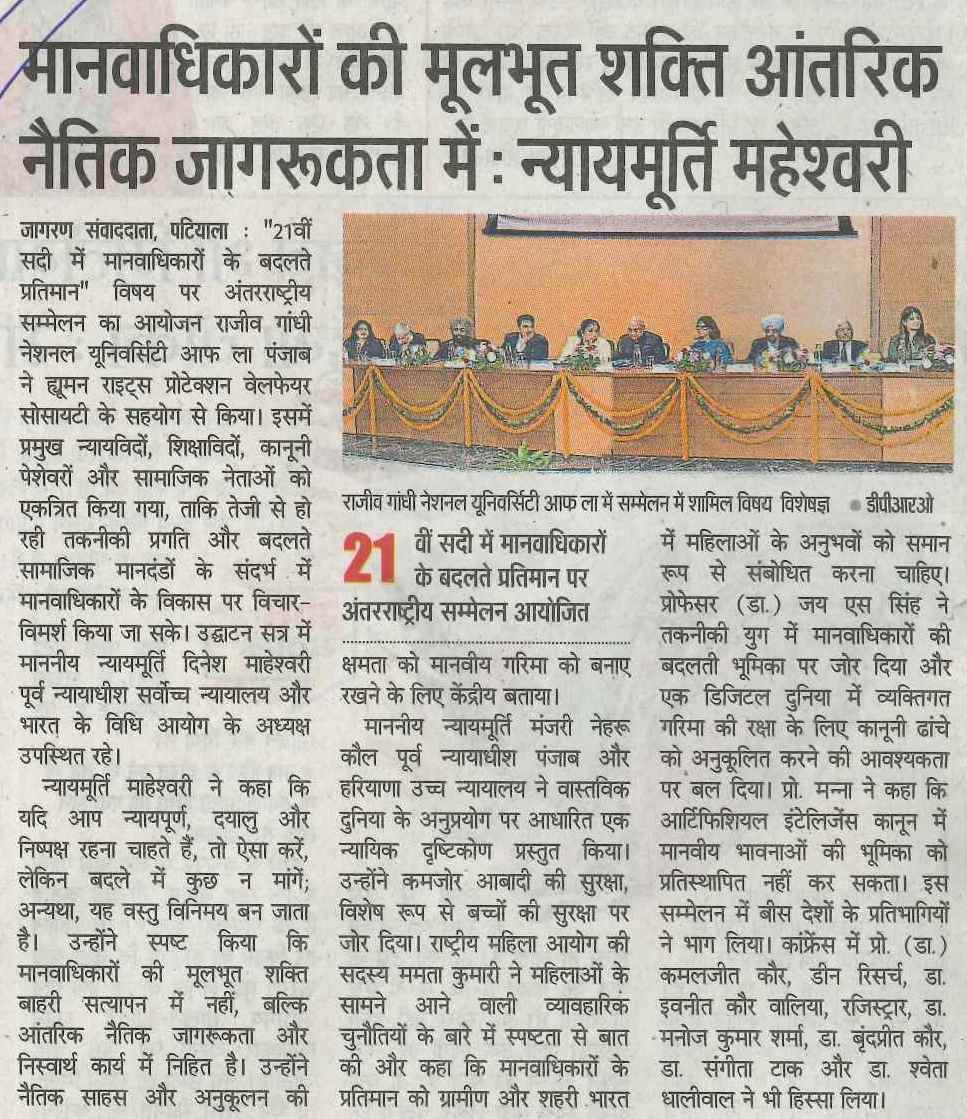 मानवाधिकारों की मूलभूत शक्ति आंतरिक
नैतिक जागरूकता में : न्यायमूर्ति महेश्वरी
जागरण संवाददाता, पटियाला : "21वीं
सदी में मानवाधिकारों के बदलते
प्रतिमान" विषय पर अंतरराष्ट्रीय
सम्मेलन का आयोजन राजीव गांधी
नेशनल यूनिवर्सिटी आफ ला पंजाब
ने ह्यूमन राइट्स प्रोटेक्शन वेलफेयर
सोसायटी के सहयोग से किया। इसमें
प्रमुख न्यायविदों, शिक्षाविदों, कानूनी
पेशेवरों और सामाजिक नेताओं को
एकत्रित किया गया, ताकि तेजी से हो
रही तकनीकी प्रगति और बदलते
सामाजिक मानदंडों के संदर्भ में
मानवाधिकारों के विकास पर विचार-
विमर्श किया जा सके। उद्घाटन सत्र में
माननीय न्यायमूर्ति दिनेश माहेश्वरी
पूर्व न्यायाधीश सर्वोच्च न्यायालय और
भारत के विधि आयोग के अध्यक्ष
उपस्थित रहे।
न्यायमूर्ति माहेश्वरी ने कहा कि
यदि आप न्यायपूर्ण, दयालु और
निष्पक्ष रहना चाहते हैं, तो ऐसा करें,
लेकिन बदले में कुछ न मांगें;
अन्यथा, यह वस्तु विनिमय बन जाता
है। उन्होंने स्पष्ट किया कि
मानवाधिकारों की मूलभूत शक्ति
बाहरी सत्यापन में नहीं, बल्कि
आंतरिक नैतिक जागरूकता और
निस्वार्थ कार्य में निहित है। उन्होंने
नैतिक साहस और अनुकूलन की
राजीव गांधी नेशनल यूनिवर्सिटी आफ ला में सम्मेलन में शामिल विषय विशेषज्ञ ● डीपीआरओ
21 वीं सदी में मानवाधिकारों
के बदलते प्रतिमान पर
अंतरराष्ट्रीय सम्मेलन आयोजित
क्षमता को मानवीय गरिमा को बनाए
रखने के लिए केंद्रीय बताया।
माननीय न्यायमूर्ति मंजरी नेहरू
कौल पूर्व न्यायाधीश पंजाब और
हरियाणा उच्च न्यायालय ने वास्तविक
दुनिया के अनुप्रयोग पर आधारित एक
न्यायिक दृष्टिकोण प्रस्तुत किया।
उन्होंने कमजोर आबादी की सुरक्षा,
विशेष रूप से बच्चों की सुरक्षा पर
जोर दिया। राष्ट्रीय महिला आयोग की
सदस्य ममता कुमारी ने महिलाओं के
सामने आने वाली व्यावहारिक
चुनौतियों के बारे में स्पष्टता से बात
की और कहा कि मानवाधिकारों के
प्रतिमान को ग्रामीण और शहरी भारत
में महिलाओं के अनुभवों को समान
रूप से संबोधित करना चाहिए।
प्रोफेसर (डा.) जय एस सिंह ने
तकनीकी युग में मानवाधिकारों की
बदलती भूमिका पर जोर दिया और
एक डिजिटल दुनिया में व्यक्तिगत
गरिमा की रक्षा के लिए कानूनी ढांचे
को अनुकूलित करने की आवश्यकता
पर बल दिया। प्रो. मन्ना ने कहा कि
आर्टिफिशियल इंटेलिजेंस कानून में
मानवीय भावनाओं की भूमिका को
प्रतिस्थापित नहीं कर सकता। इस
सम्मेलन में बीस देशों के प्रतिभागियों
ने भाग लिया। कांफ्रेंस में प्रो. (डा.)
कमलजीत कौर, डीन रिसर्च, डा.
इवनीत कौर वालिया, रजिस्ट्रार, डा.
मनोज कुमार शर्मा, डा. बृंदप्रीत कौर,
डा. संगीता टाक और डा. श्वेता
धालीवाल ने भी हिस्सा लिया।